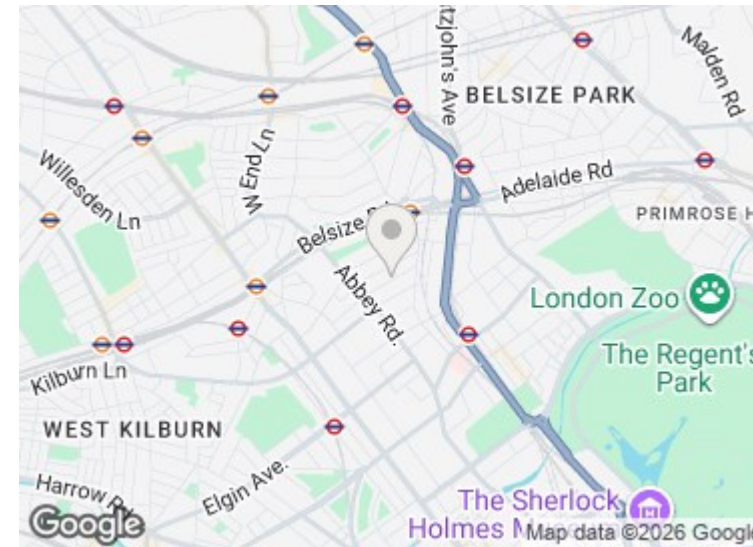 tzjohn's Ave
BELSIZE PARK
Malden Rd
Willesden Ln
W End Ln
Adelaide Rd
Belsize
PRIMROSE H
Abbey Rd.
London Zoo
The Regent's
Park
Kilburn Ln
WEST KILBURN
Elgin Ave.
Harrow Rd
The Sherlock
Holmes M
Google
Map data ©2026 Google